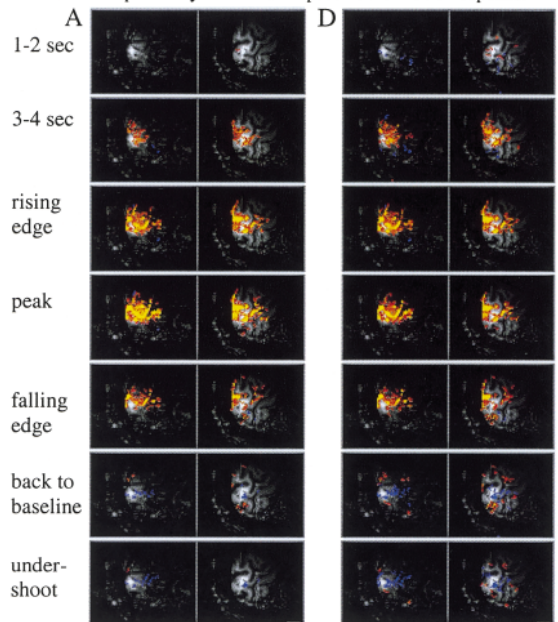 A D
1-2 sec
3-4 sec
rising
edge
peak
falling
edge
back to
baseline
under-
shoot